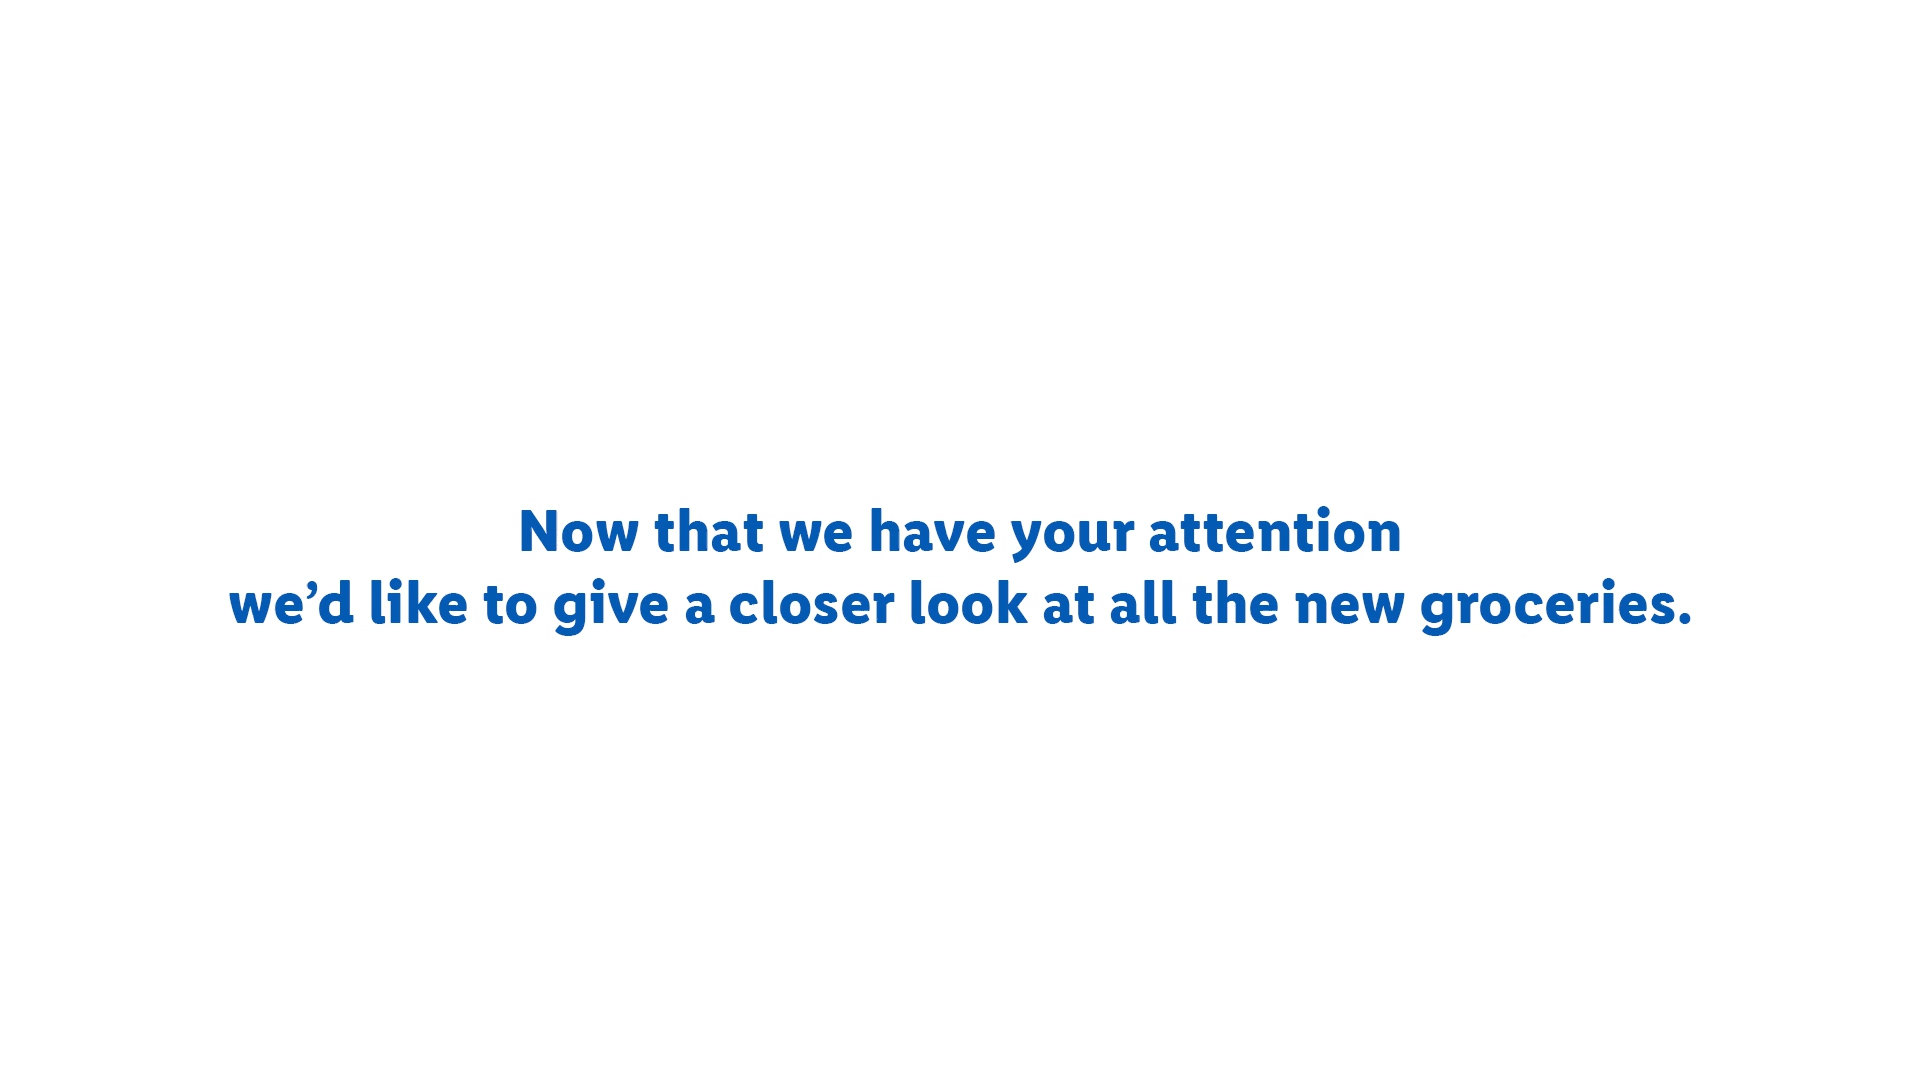 Now that we have your attention
we’d like to give a closer look at all the new groceries.